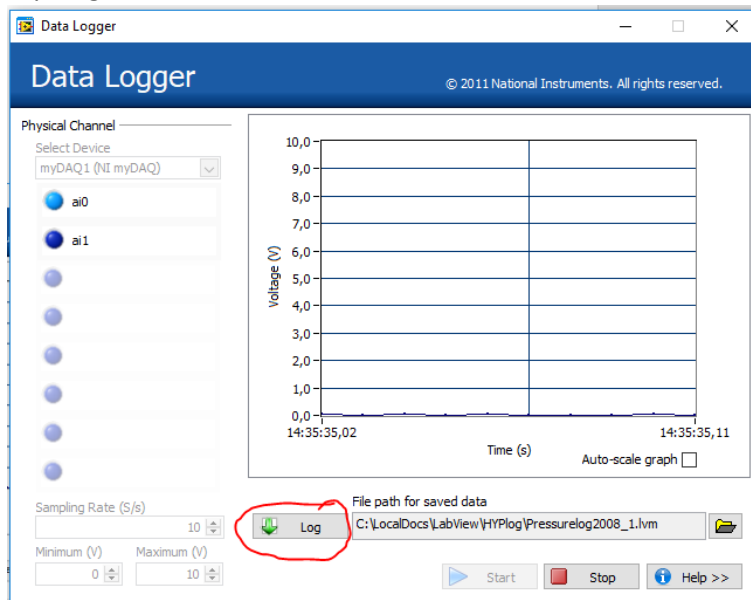 Data Logger
Data Logger
© 2011 National Instruments. All rights reserved.
Physical Channel
Select Device
myDAQ1 (NI myDAQ)
ai0
ai1
Voltage (V)
10,0
9,0
8,0
7,0
6,0
5,0
4,0
3,0
2,0
1,0
0,0
14:35:35,02
14:35:35,11
Time (s)
Auto-scale graph
Sampling Rate (S/s)
10
Minimum (V) Maximum (V)
0 10
Log
File path for saved data
C:\LocalDocs\LabView\HYPlog\Pressurelog2008_1.lvm
Start Stop Help >>